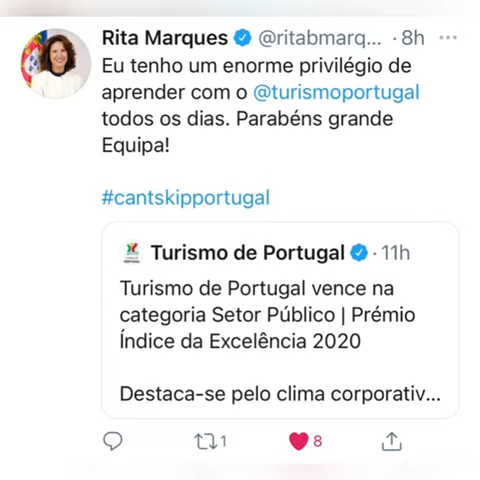 Rita Marques @ritabmarq... · 8h ···
Eu tenho um enorme privilégio de
aprender com o @turismoportugal
todos os dias. Parabéns grande
Equipa!
#cantskipportugal
Turismo de Portugal · 11h
Turismo de Portugal vence na
categoria Setor Público | Prémio
Índice da Excelência 2020
Destaca-se pelo clima corporativ...
1 8